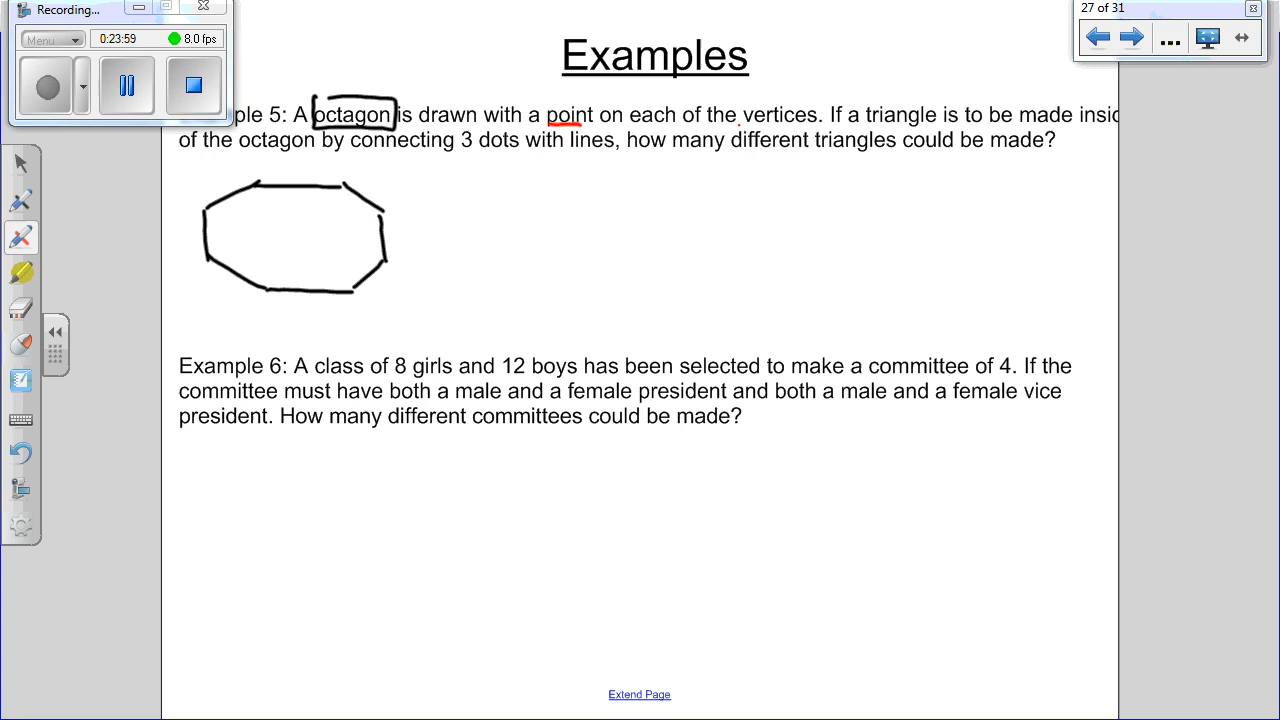 Recording...
27 of 31
Menu
0:23:59
8.0 fps
Examples
ple 5: A octagon is drawn with a point on each of the vertices. If a triangle is to be made insid
of the octagon by connecting 3 dots with lines, how many different triangles could be made?
Example 6: A class of 8 girls and 12 boys has been selected to make a committee of 4. If the
committee must have both a male and a female president and both a male and a female vice
president. How many different committees could be made?
Extend Page